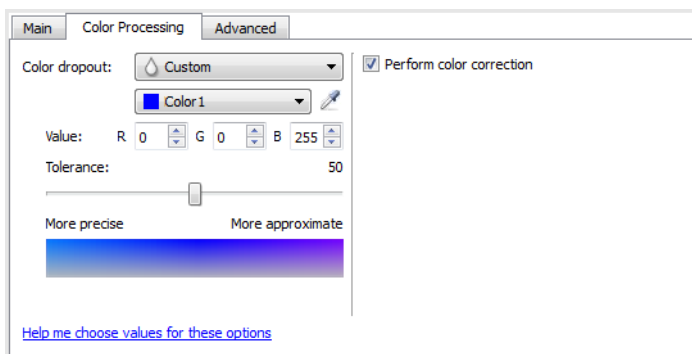 Main Color Processing Advanced
Color dropout: Custom
Perform color correction
Color1
Value: R 0 G 0 B 255
Tolerance: 50
More precise More approximate
Help me choose values for these options